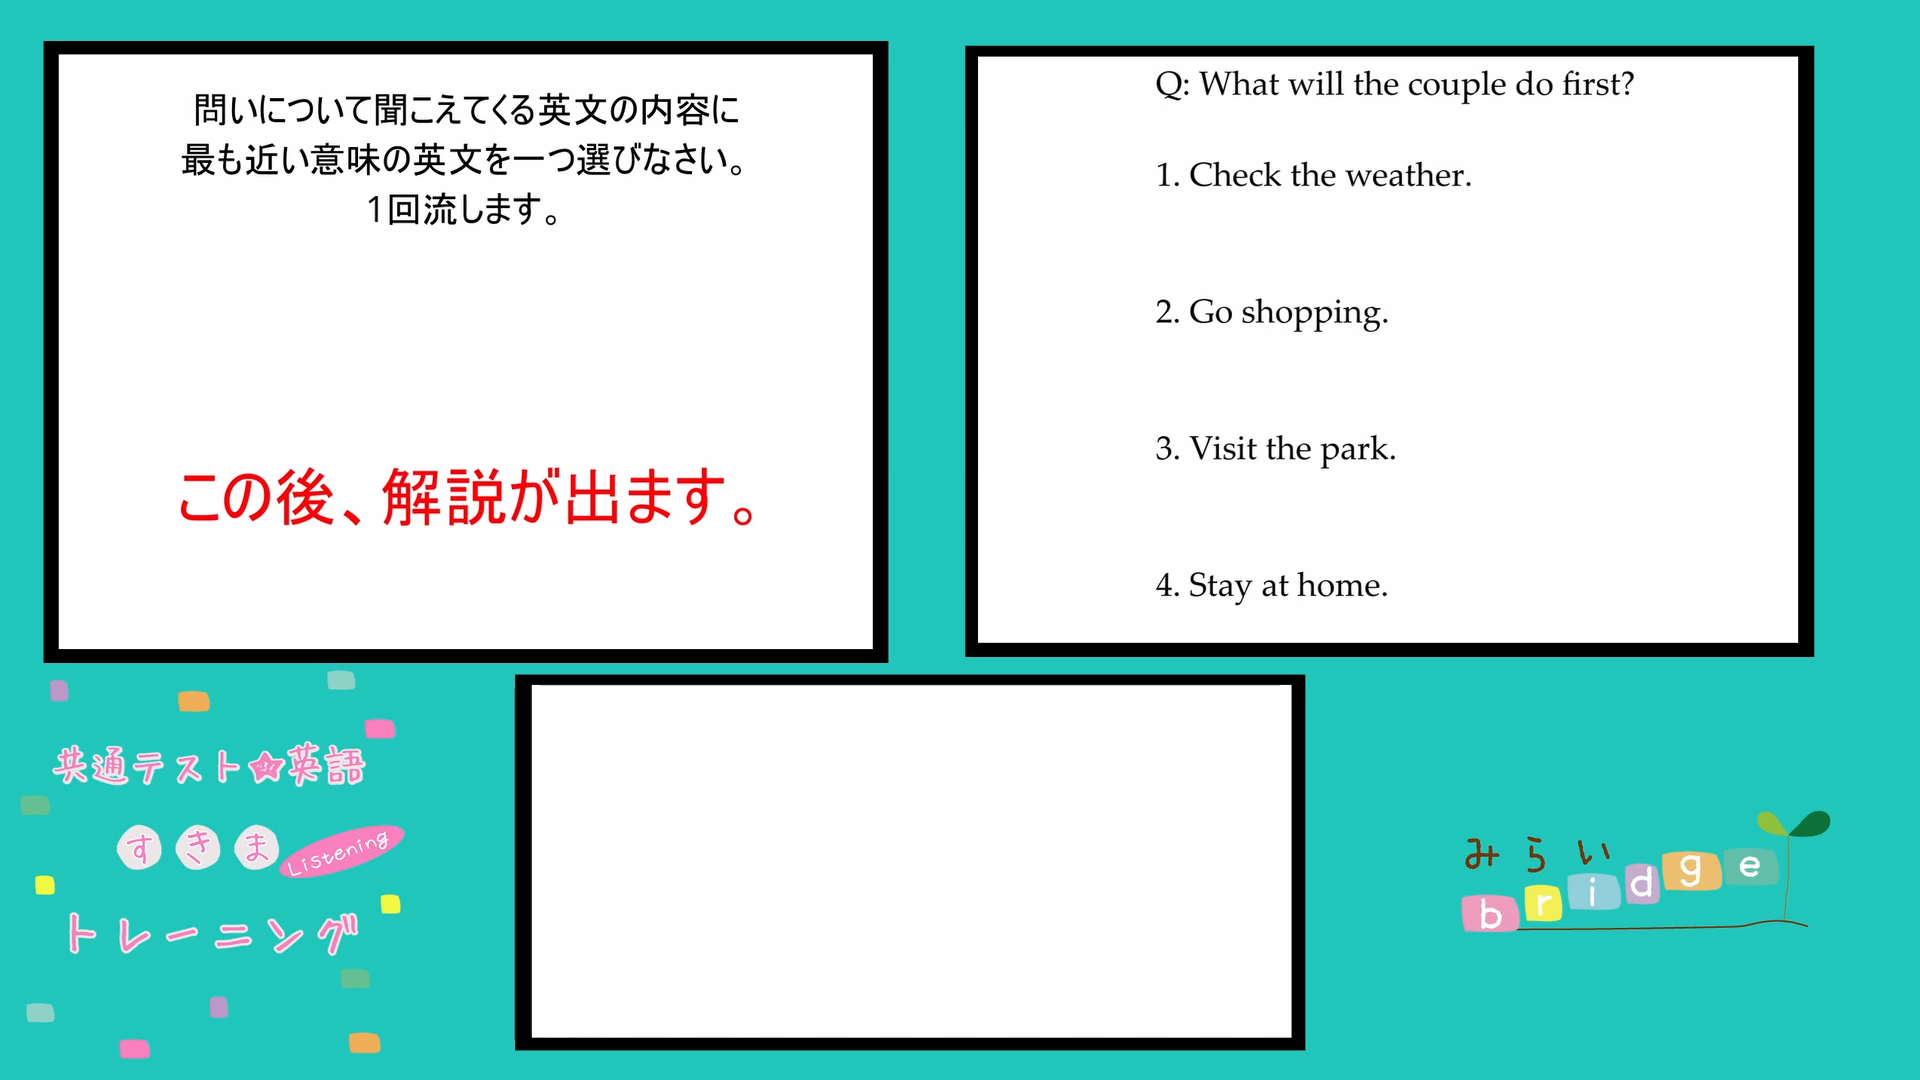 問いについて聞こえてくる英文の内容に
最も近い意味の英文を一つ選びなさい。
1回流します。
この後、解説が出ます。
Q: What will the couple do first?
1. Check the weather.
2. Go shopping.
3. Visit the park.
4. Stay at home.
共通テスト★英語
すきま Listening
トレーニング
みらい
bridge